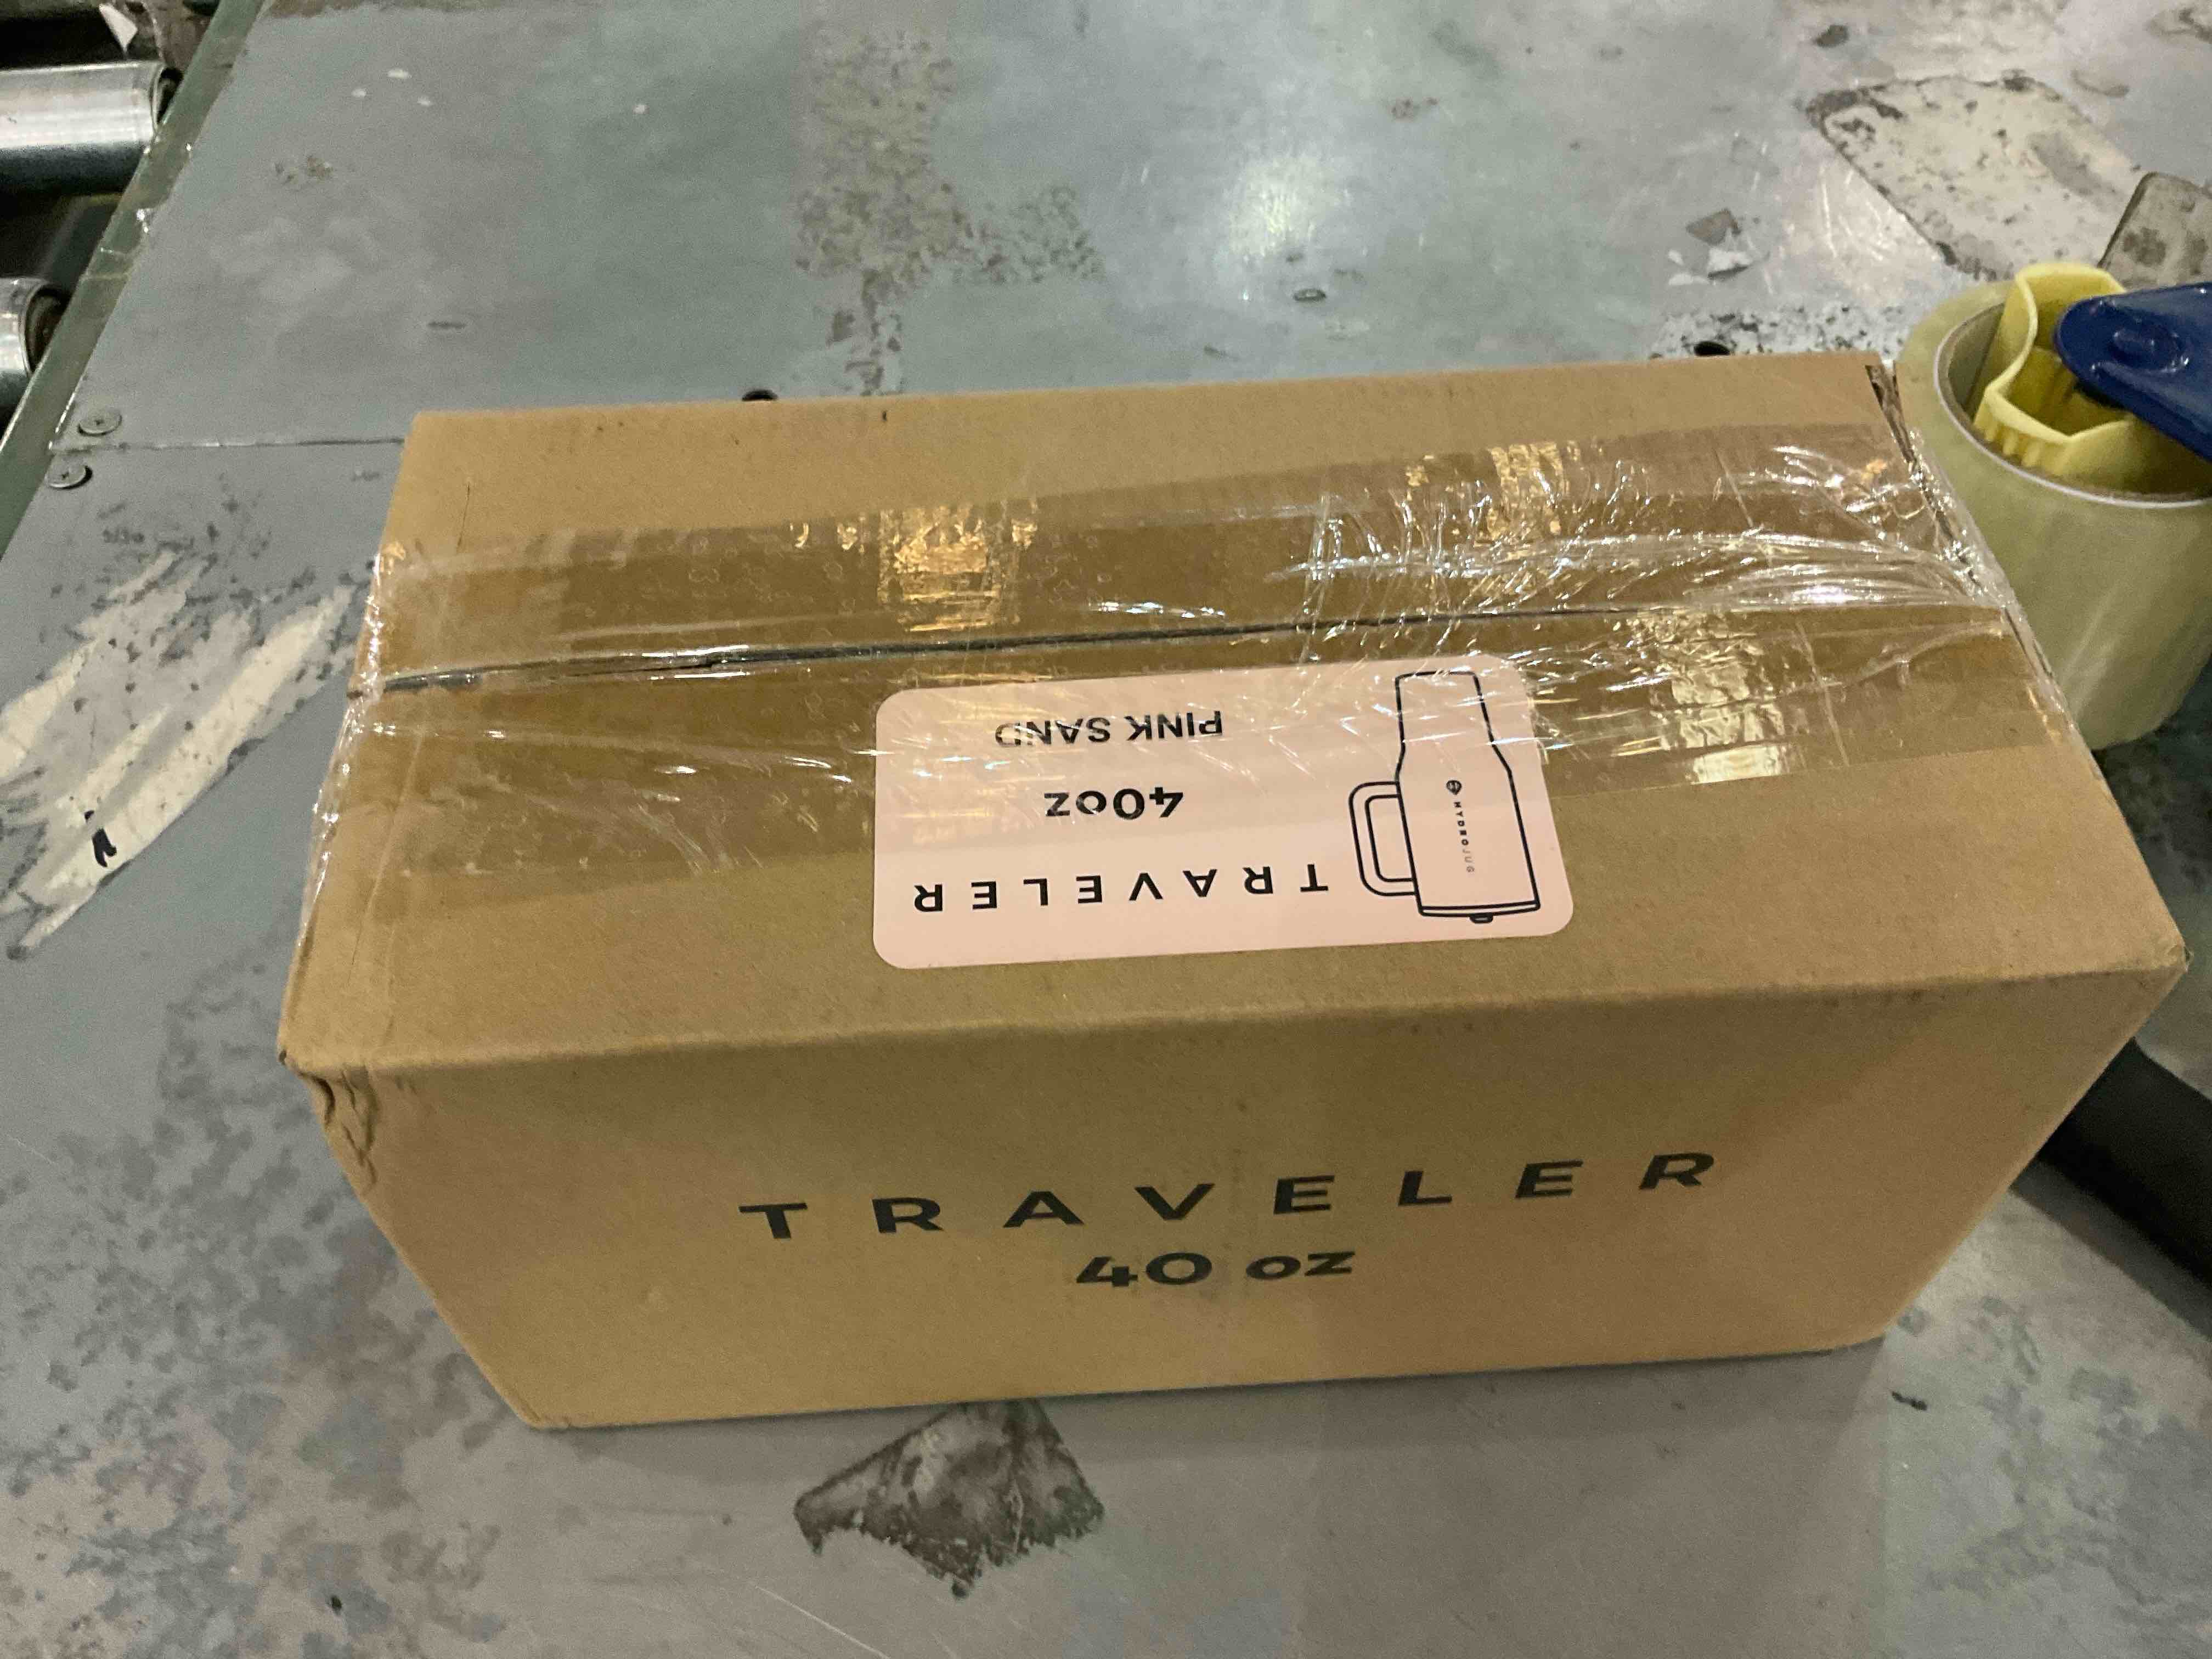 TRAVELER
40oz
PINK SAND
HYDROJUG
TRAVELER
40 oz